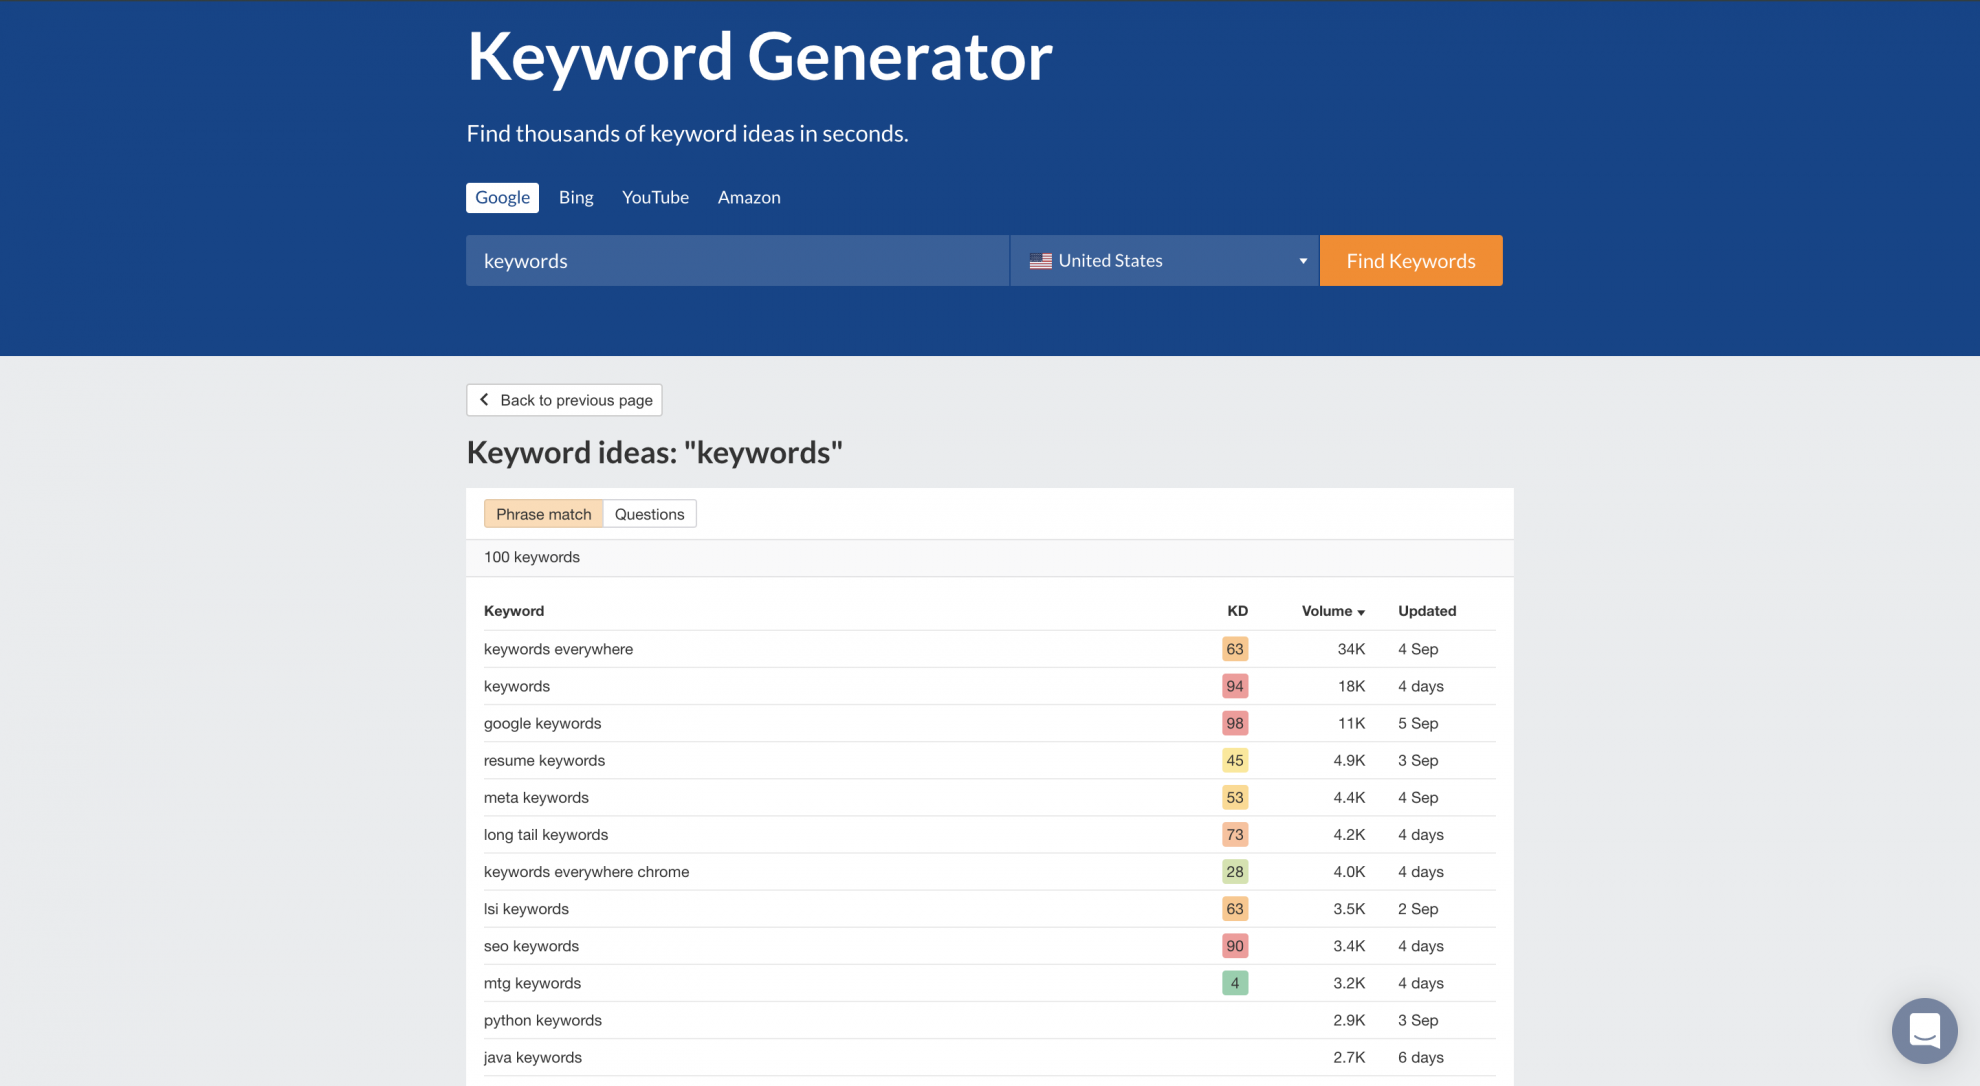 Keyword Generator
Find thousands of keyword ideas in seconds.
Google Bing YouTube Amazon
keywords United States Find Keywords
Back to previous page
Keyword ideas: "keywords"
Phrase match Questions
100 keywords
Keyword KD Volume Updated
keywords everywhere 63 34K 4 Sep
keywords 94 18K 4 days
google keywords 98 11K 5 Sep
resume keywords 45 4.9K 3 Sep
meta keywords 53 4.4K 4 Sep
long tail keywords 73 4.2K 4 days
keywords everywhere chrome 28 4.0K 4 days
lsi keywords 63 3.5K 2 Sep
seo keywords 90 3.4K 4 days
mtg keywords 4 3.2K 4 days
python keywords 2.9K 3 Sep
java keywords 2.7K 6 days